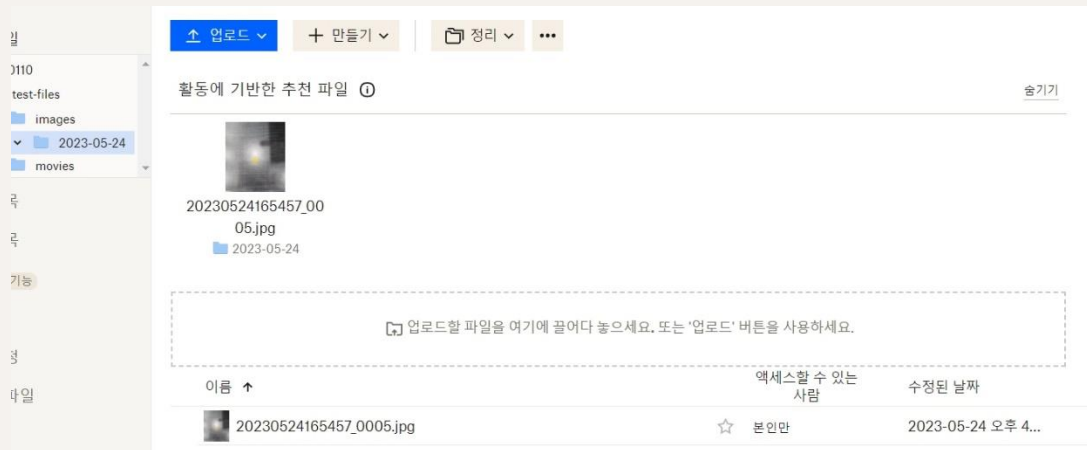 업로드
만들기
정리
0110
test-files
images
2023-05-24
movies
기능
파일
활동에 기반한 추천 파일
숨기기
20230524165457_00
05.jpg
2023-05-24
업로드할 파일을 여기에 끌어다 놓으세요. 또는 '업로드' 버튼을 사용하세요.
이름
액세스할 수 있는
사람
수정된 날짜
20230524165457_0005.jpg
본인만
2023-05-24 오후 4...